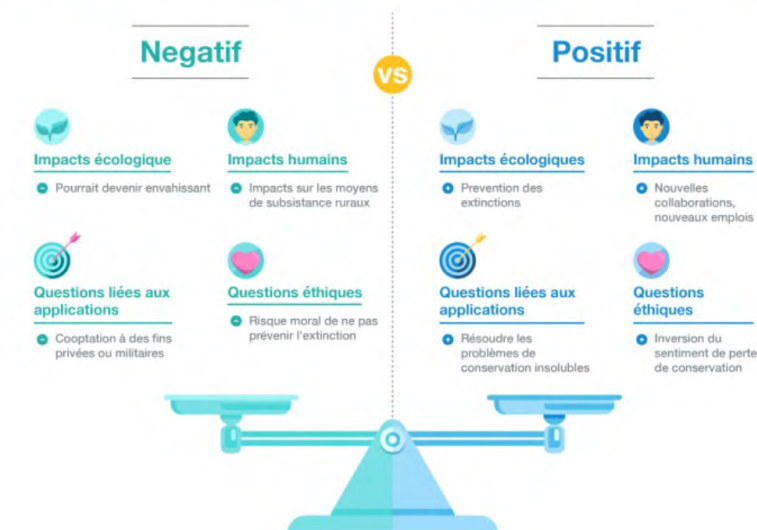 Negatif
VS
Positif
Impacts écologique
Pourrait devenir envahissant
Impacts humains
Impacts sur les moyens
de subsistance ruraux
Questions liées aux
applications
Cooptation à des fins
privées ou militaires
Questions éthiques
Risque moral de ne pas
prévenir l'extinction
Impacts écologiques
Prevention des
extinctions
Impacts humains
Nouvelles
collaborations,
nouveaux emplois
Questions liées aux
applications
Résoudre les
problèmes de
conservation insolubles
Questions
éthiques
Inversion du
sentiment de perte
de conservation